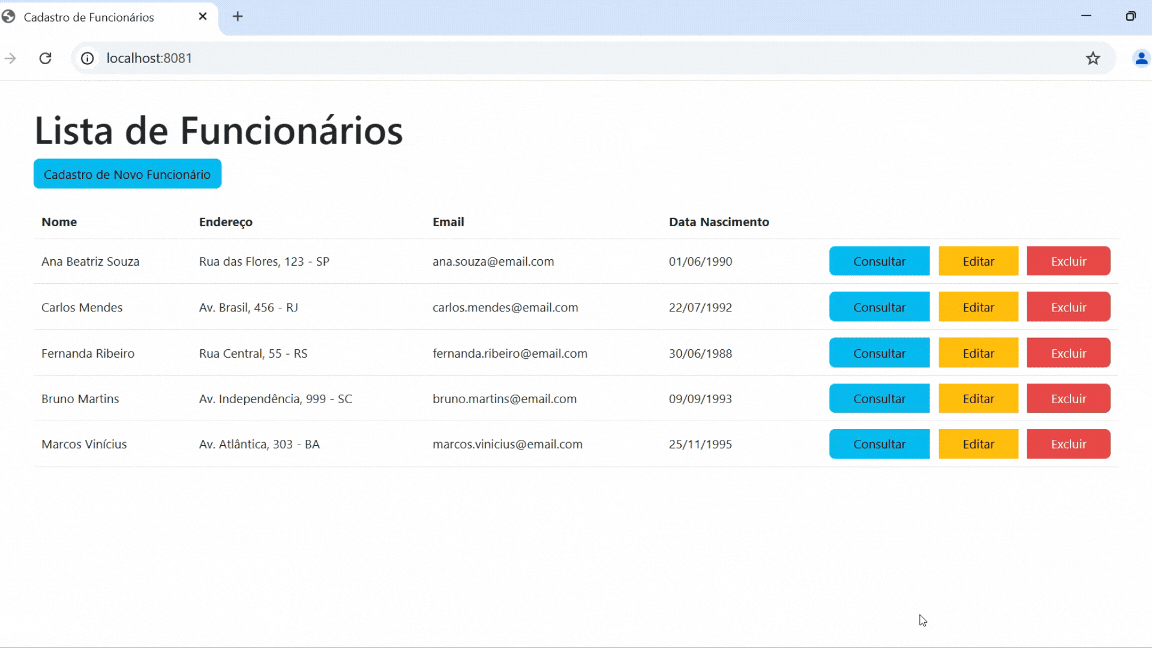 Cadastro de Funcionários
localhost:8081
Lista de Funcionários
Cadastro de Novo Funcionário
Nome Endereço Email Data Nascimento
Ana Beatriz Souza Rua das Flores, 123 - SP ana.souza@email.com 01/06/1990 Consultar Editar Excluir
Carlos Mendes Av. Brasil, 456 - RJ carlos.mendes@email.com 22/07/1992 Consultar Editar Excluir
Fernanda Ribeiro Rua Central, 55 - RS fernanda.ribeiro@email.com 30/06/1988 Consultar Editar Excluir
Bruno Martins Av. Independência, 999 - SC bruno.martins@email.com 09/09/1993 Consultar Editar Excluir
Marcos Vinícius Av. Atlântica, 303 - BA marcos.vinicius@email.com 25/11/1995 Consultar Editar Excluir